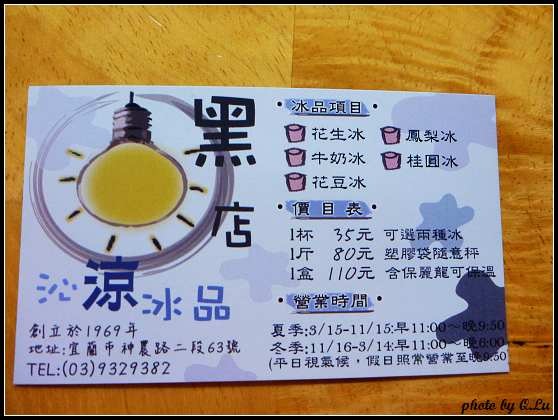 黑店
沁涼冰品
創立於1969年
地址:宜蘭市神農路二段63號
TEL:(03)9329382
冰品項目
花生冰 鳳梨冰
牛奶冰 桂圓冰
花豆冰
價目表
1杯 35元 可選兩種冰
1斤 80元 塑膠袋隨意秤
1盒 110元 含保麗龍可保溫
營業時間
夏季:3/15~11/15:早11:00~晚9:50
冬季:11/16~3/14:早11:00~晚6:00
(平日視氣候，假日照常營業至晚9:50
photo by Q.Lu